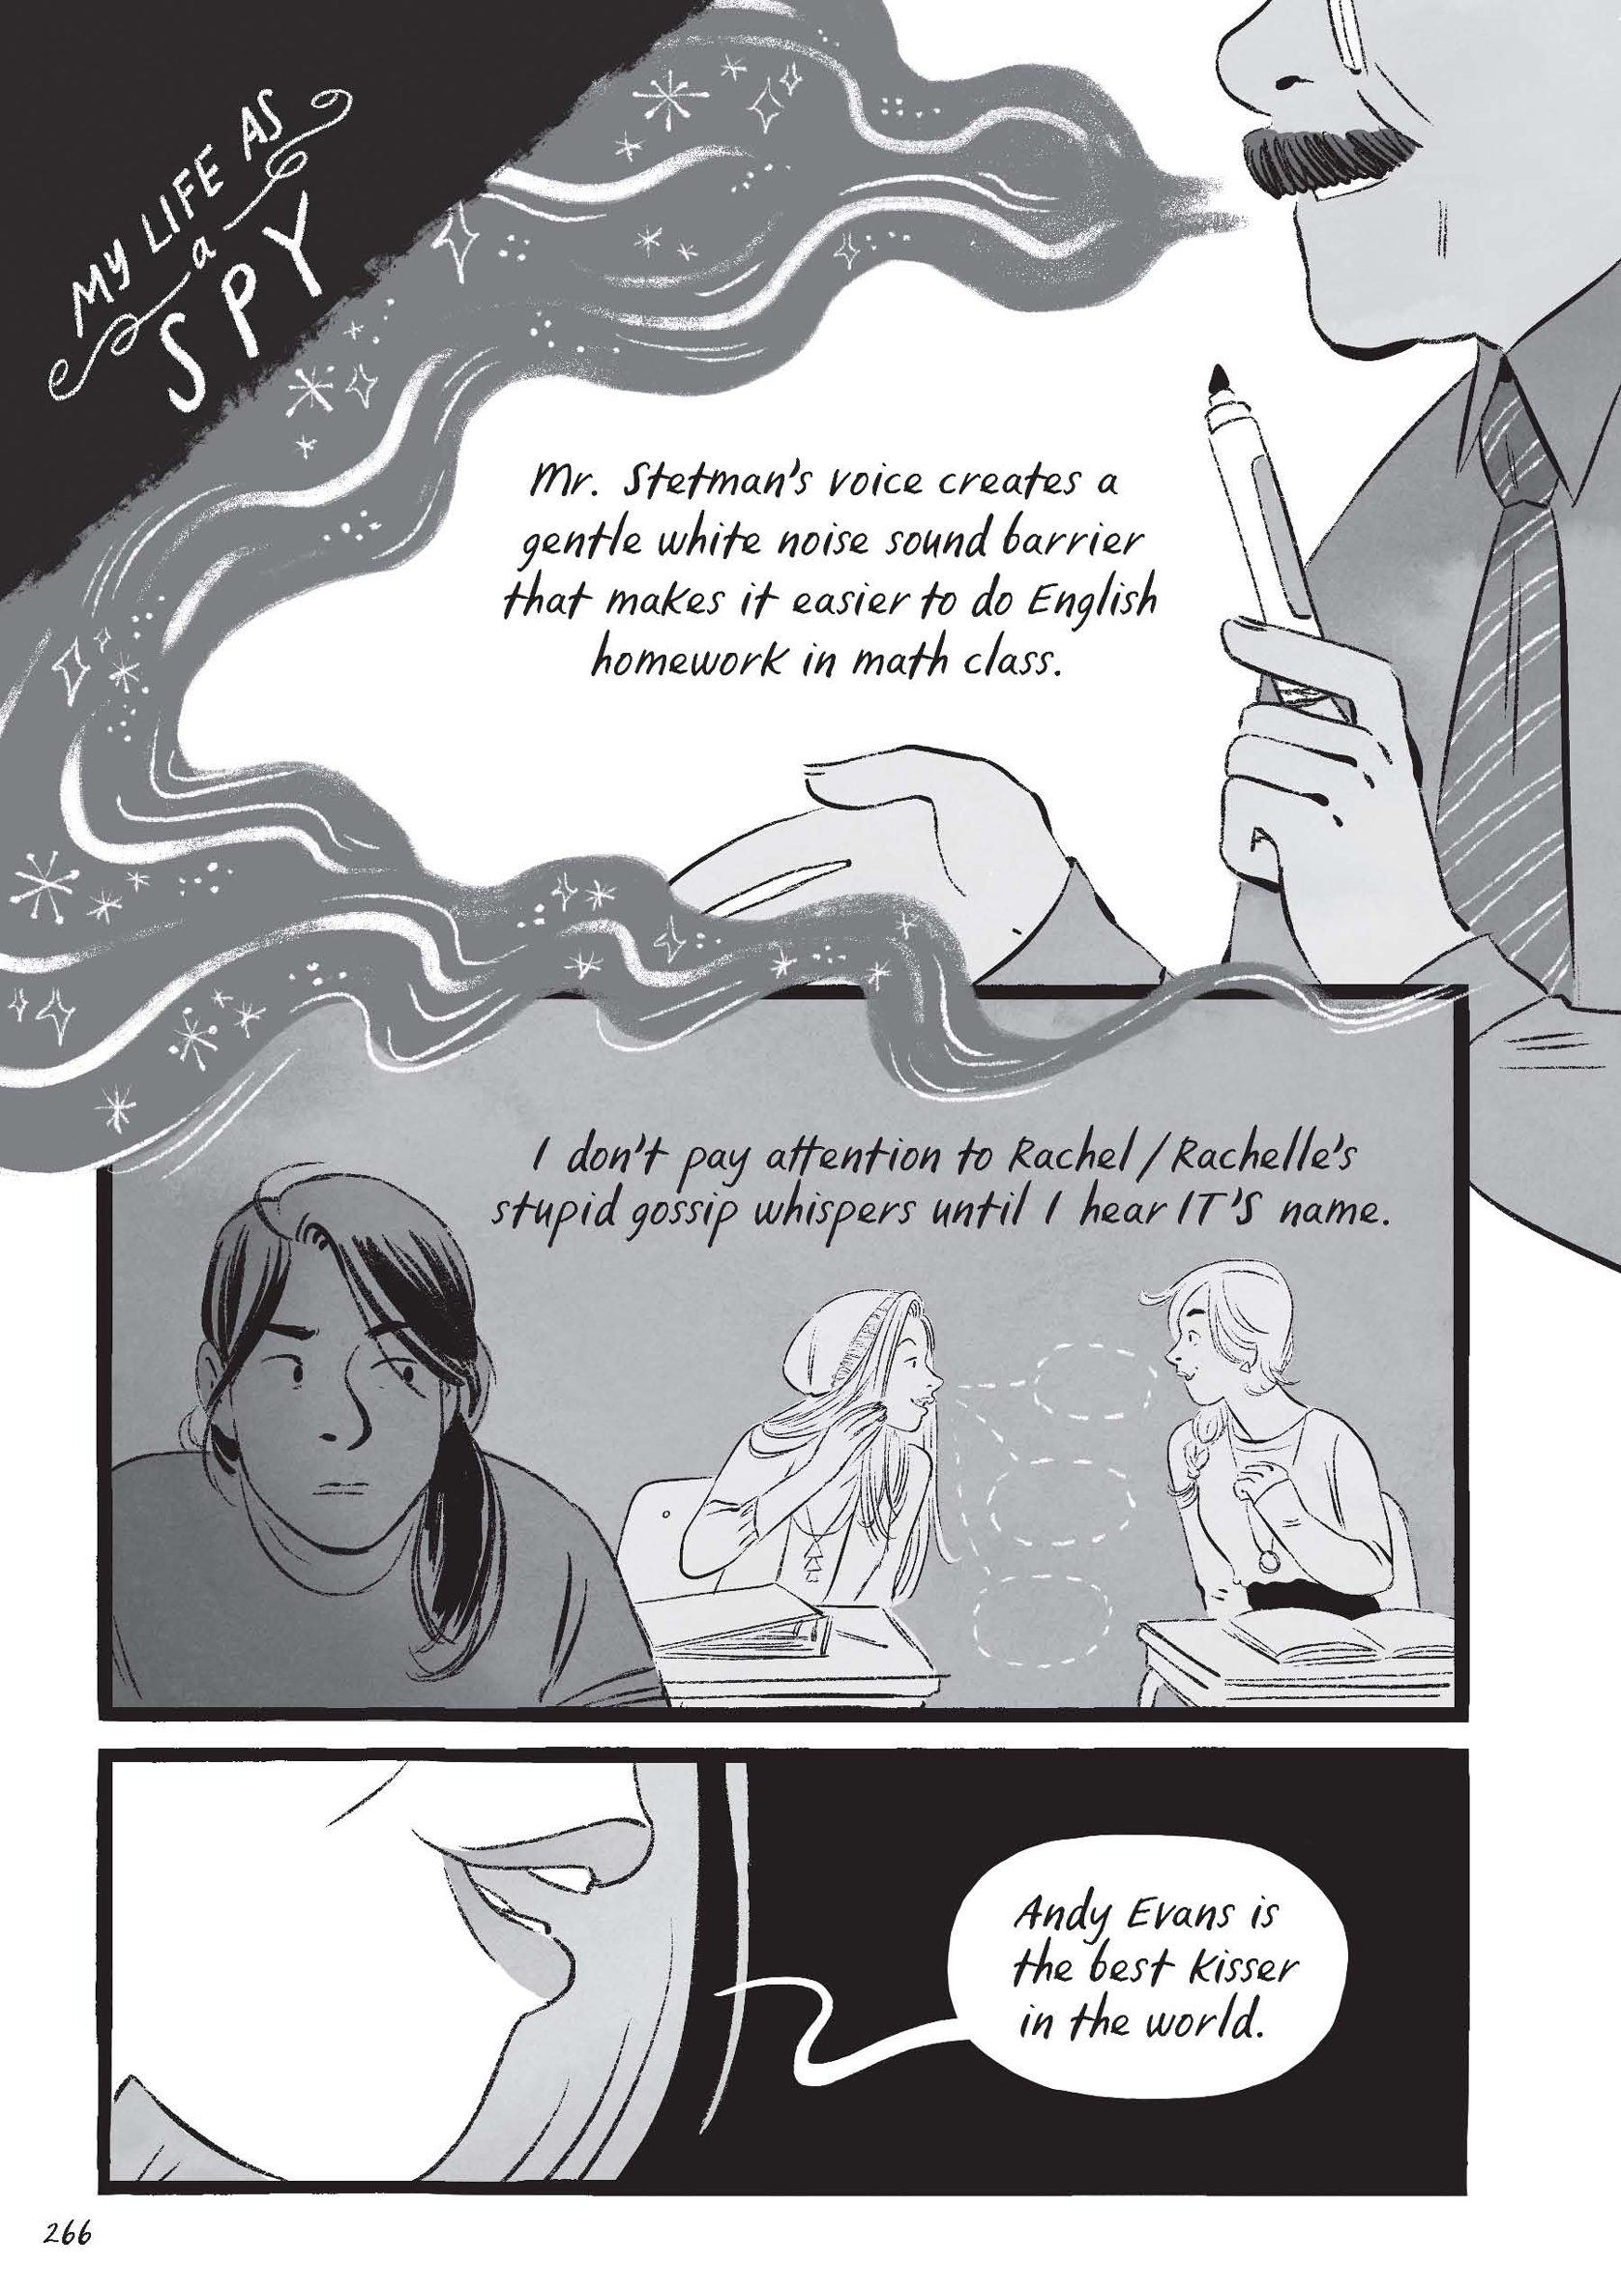 MY LIFE AS
a
SPY
Mr. Stetman's voice creates a
gentle white noise sound barrier
that makes it easier to do English
homework in math class.
I don't pay attention to Rachel/Rachelle's
stupid gossip whispers until I hear IT'S name.
Andy Evans is
the best kisser
in the world.
266